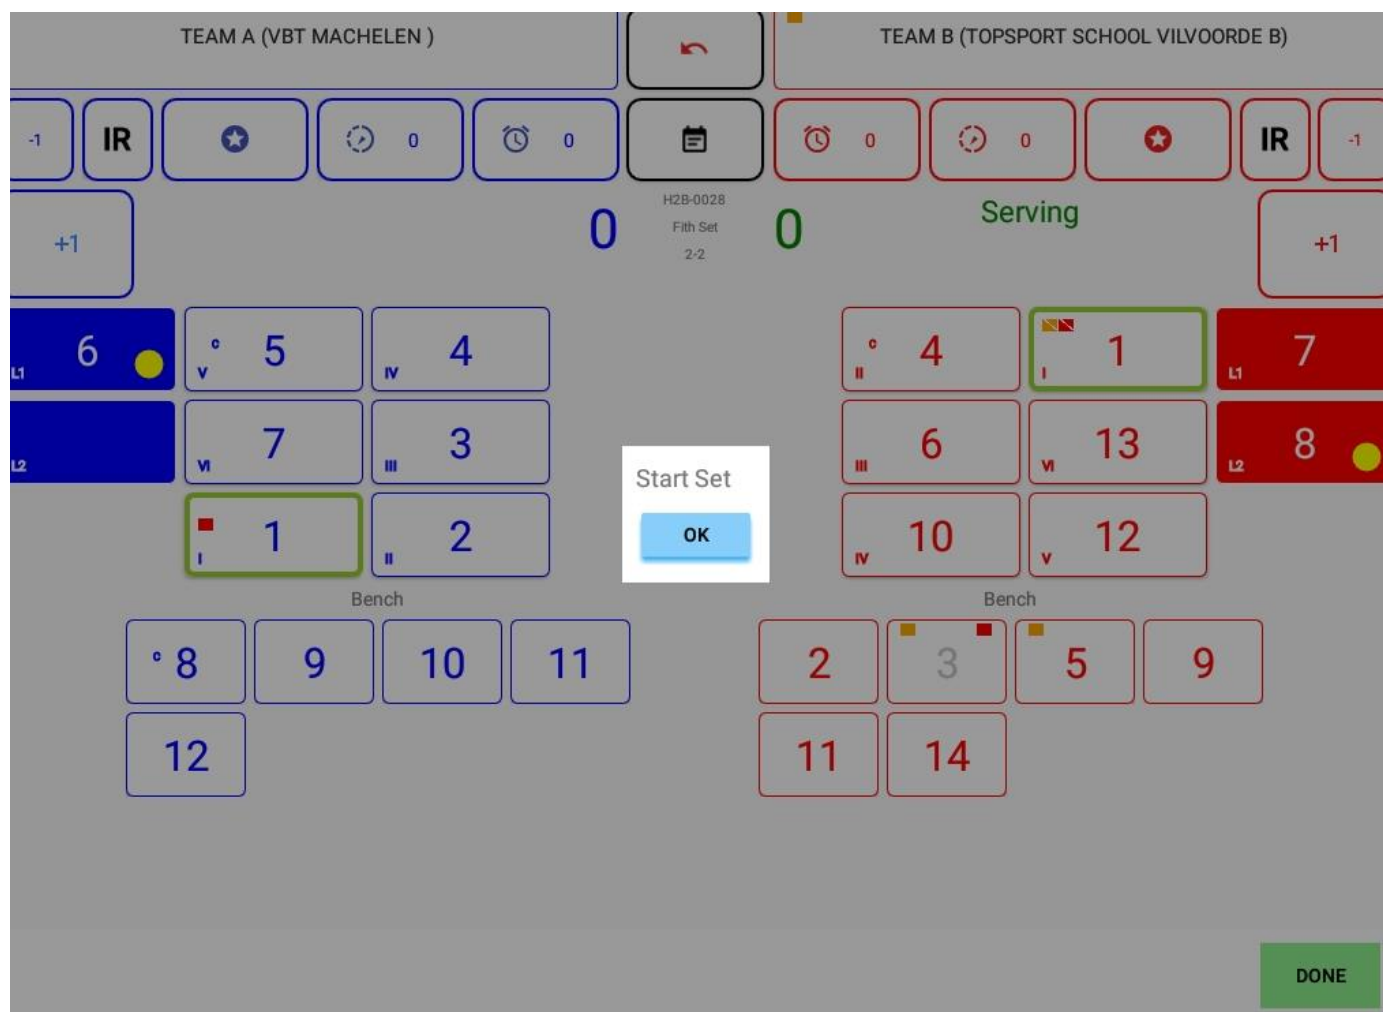 TEAM A (VBT MACHELEN )
TEAM B (TOPSPORT SCHOOL VILVOORDE B)
-1 IR 0 0
0 0 IR -1
+1 0
H2B-0028
Fith Set
2-2
0 Serving +1
L1 6 c V 5 IV 4
c II 4 I 1 L1 7
L2 VI 7 III 3
III 6 VI 13 L2 8
Start Set
OK
I 1 II 2
IV 10 V 12
Bench
Bench
c 8 9 10 11
2 3 5 9
12
11 14
DONE